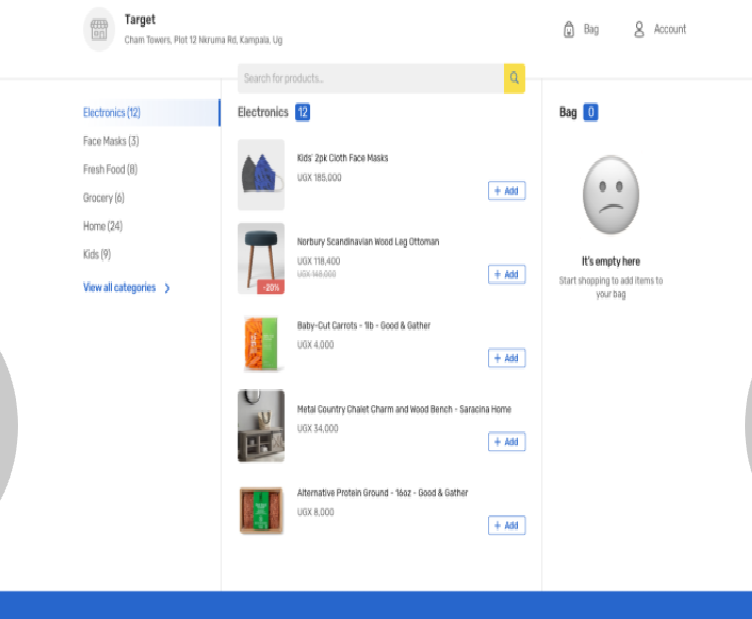 Target
Cham Towers, Plot 12 Nkruma Rd, Kampala, Ug
Bag
Account
Search for products..
Electronics (12)
Face Masks (3)
Fresh Food (8)
Grocery (6)
Home (24)
Kids (9)
View all categories
Electronics 12
Kids' 2pk Cloth Face Masks
UGX 185,000
+ Add
Norbury Scandinavian Wood Leg Ottoman
UGX 118,400
UGX 148,000
-20%
+ Add
Baby-Cut Carrots - 1lb - Good & Gather
UGX 4,000
+ Add
Metal Country Chalet Charm and Wood Bench - Saracina Home
UGX 34,000
+ Add
Alternative Protein Ground - 16oz - Good & Gather
UGX 8,000
+ Add
Bag 0
It's empty here
Start shopping to add items to
your bag